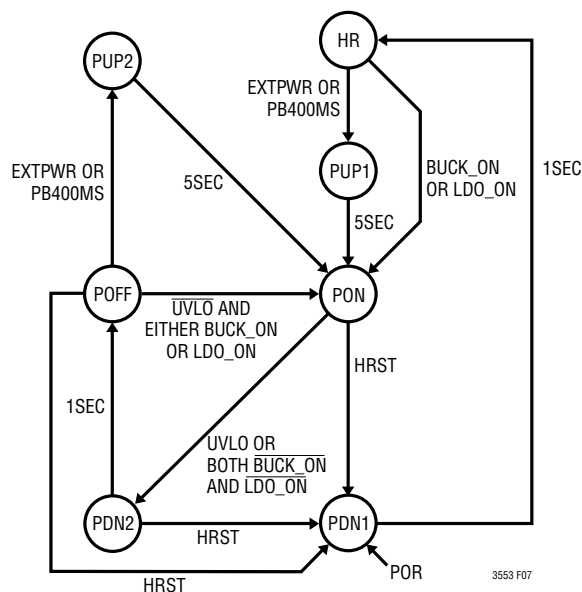 PUP2
HR
EXTPWR OR
PB400MS
EXTPWR OR
PB400MS
5SEC
PUP1
BUCK_ON
OR LDO_ON
1SEC
5SEC
POFF
PON
UVLO AND
EITHER BUCK_ON
OR LDO_ON
HRST
1SEC
UVLO OR
BOTH BUCK_ON
AND LDO_ON
PDN2
HRST
PDN1
HRST
POR
3553 F07